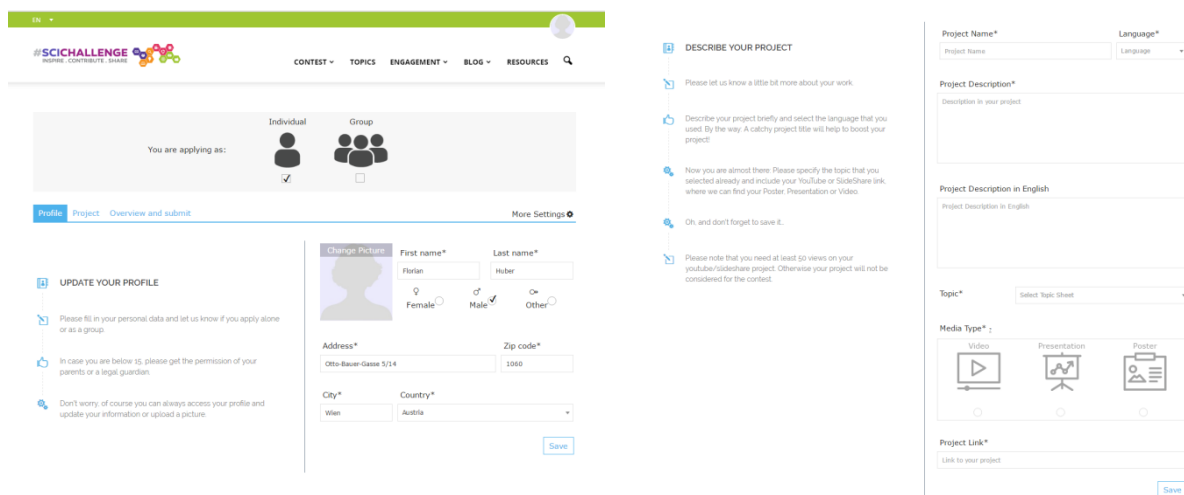 EN
#SCICHALLENGE
INSPIRE . CONTRIBUTE . SHARE
CONTEST TOPICS ENGAGEMENT BLOG RESOURCES
Individual Group
You are applying as:
Profile Project Overview and submit More Settings
UPDATE YOUR PROFILE
Please fill in your personal data and let us know if you apply alone
or as a group.
In case you are below 15, please get the permission of your
parents or a legal guardian.
Don't worry, of course you can always access your profile and
update your information or upload a picture
Change Picture
First name* Last name*
Florian Huber
Female Male Other
Address* Zip code*
Otto-Bauer-Gasse 5/14 1060
City* Country*
Wien Austria
Save
DESCRIBE YOUR PROJECT
Please let us know a little bit more about your work.
Describe your project briefly and select the language that you
used. By the way: A catchy project title will help to boost your
project!
Now you are almost there: Please specify the topic that you
selected already and include your YouTube or SlideShare link,
where we can find your Poster, Presentation or Video.
Oh, and don't forget to save it...
Please note that you need at least 50 views on your
youtube/slideshare project. Otherwise your project will not be
considered for the contest.
Project Name* Language*
Project Name Language
Project Description*
Description in your project
Project Description in English
Project Description in English
Topic* Select Topic Sheet
Media Type* :
Video Presentation Poster
Project Link*
Link to your project
Save